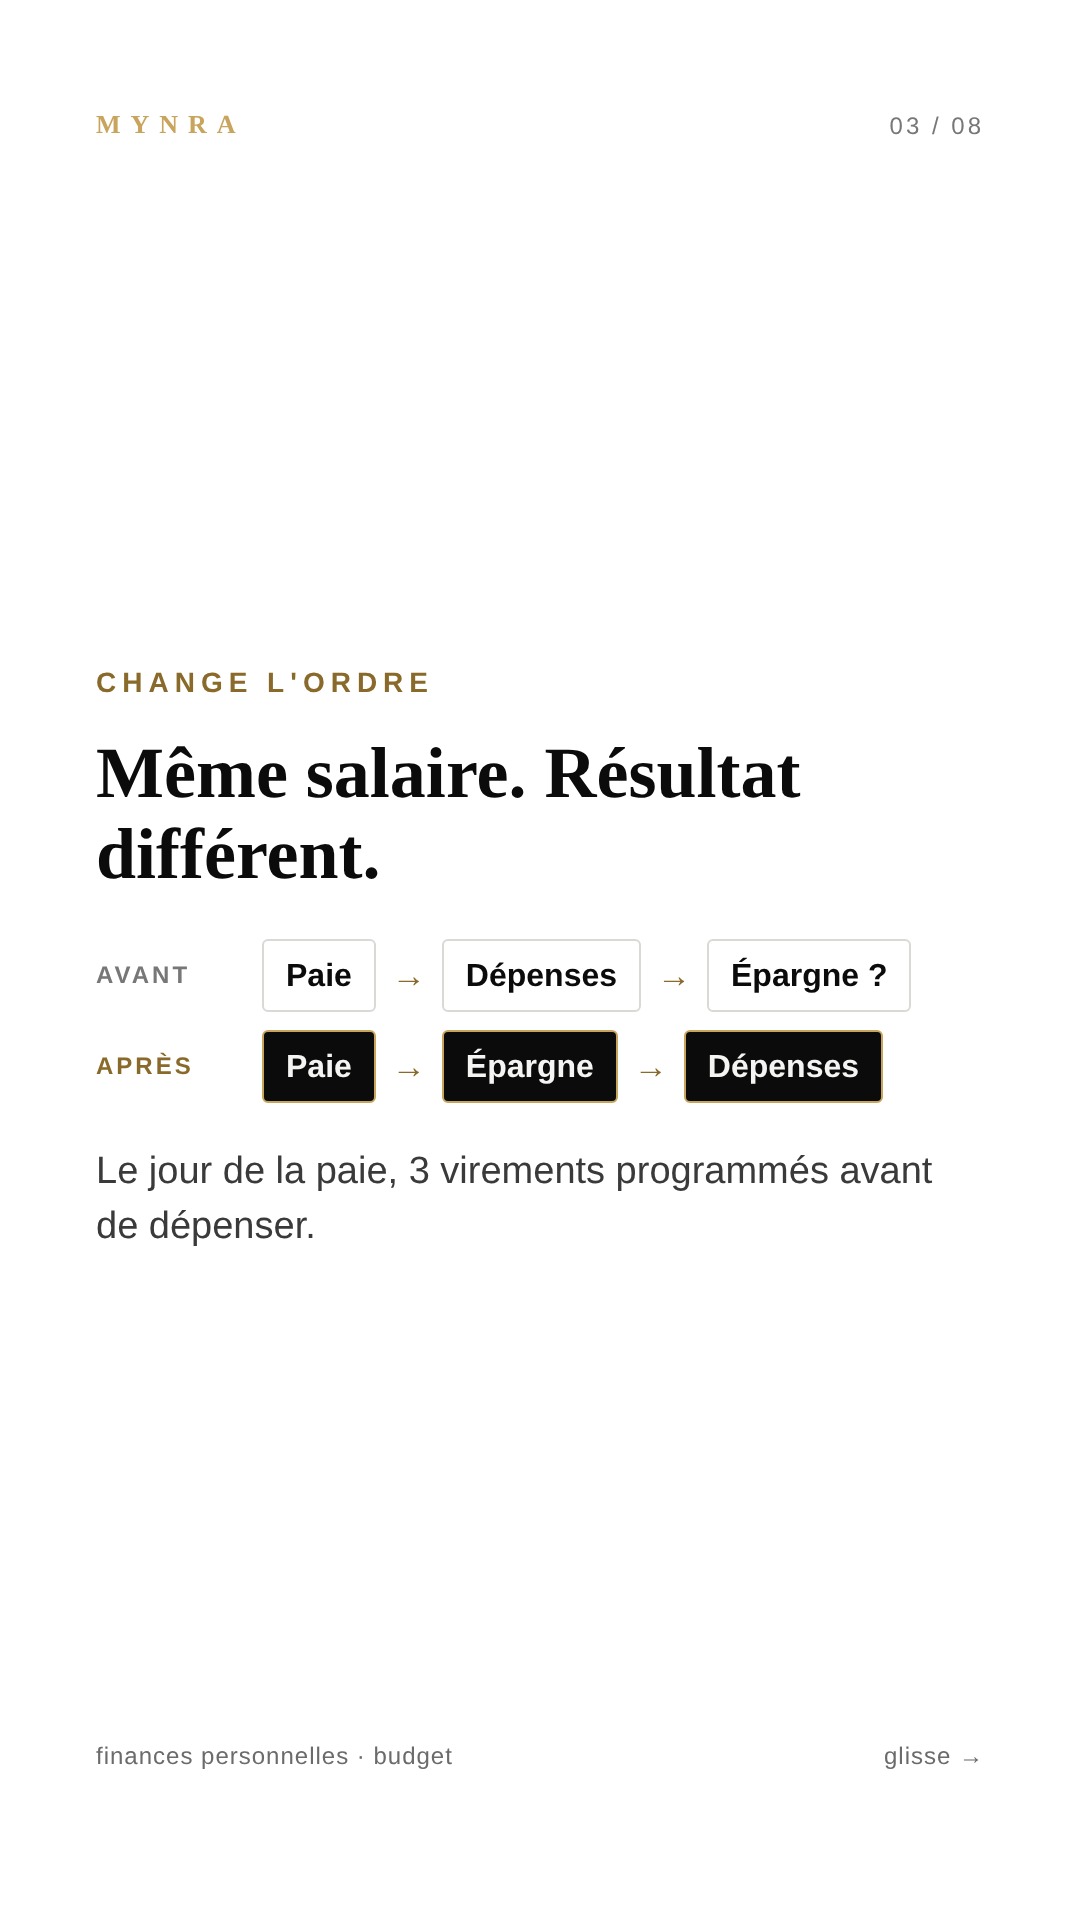 MYNRA
03 / 08
CHANGE L'ORDRE
Même salaire. Résultat
différent.
AVANT Paie → Dépenses → Épargne ?
APRÈS Paie → Épargne → Dépenses
Le jour de la paie, 3 virements programmés avant
de dépenser.
finances personnelles · budget
glisse →